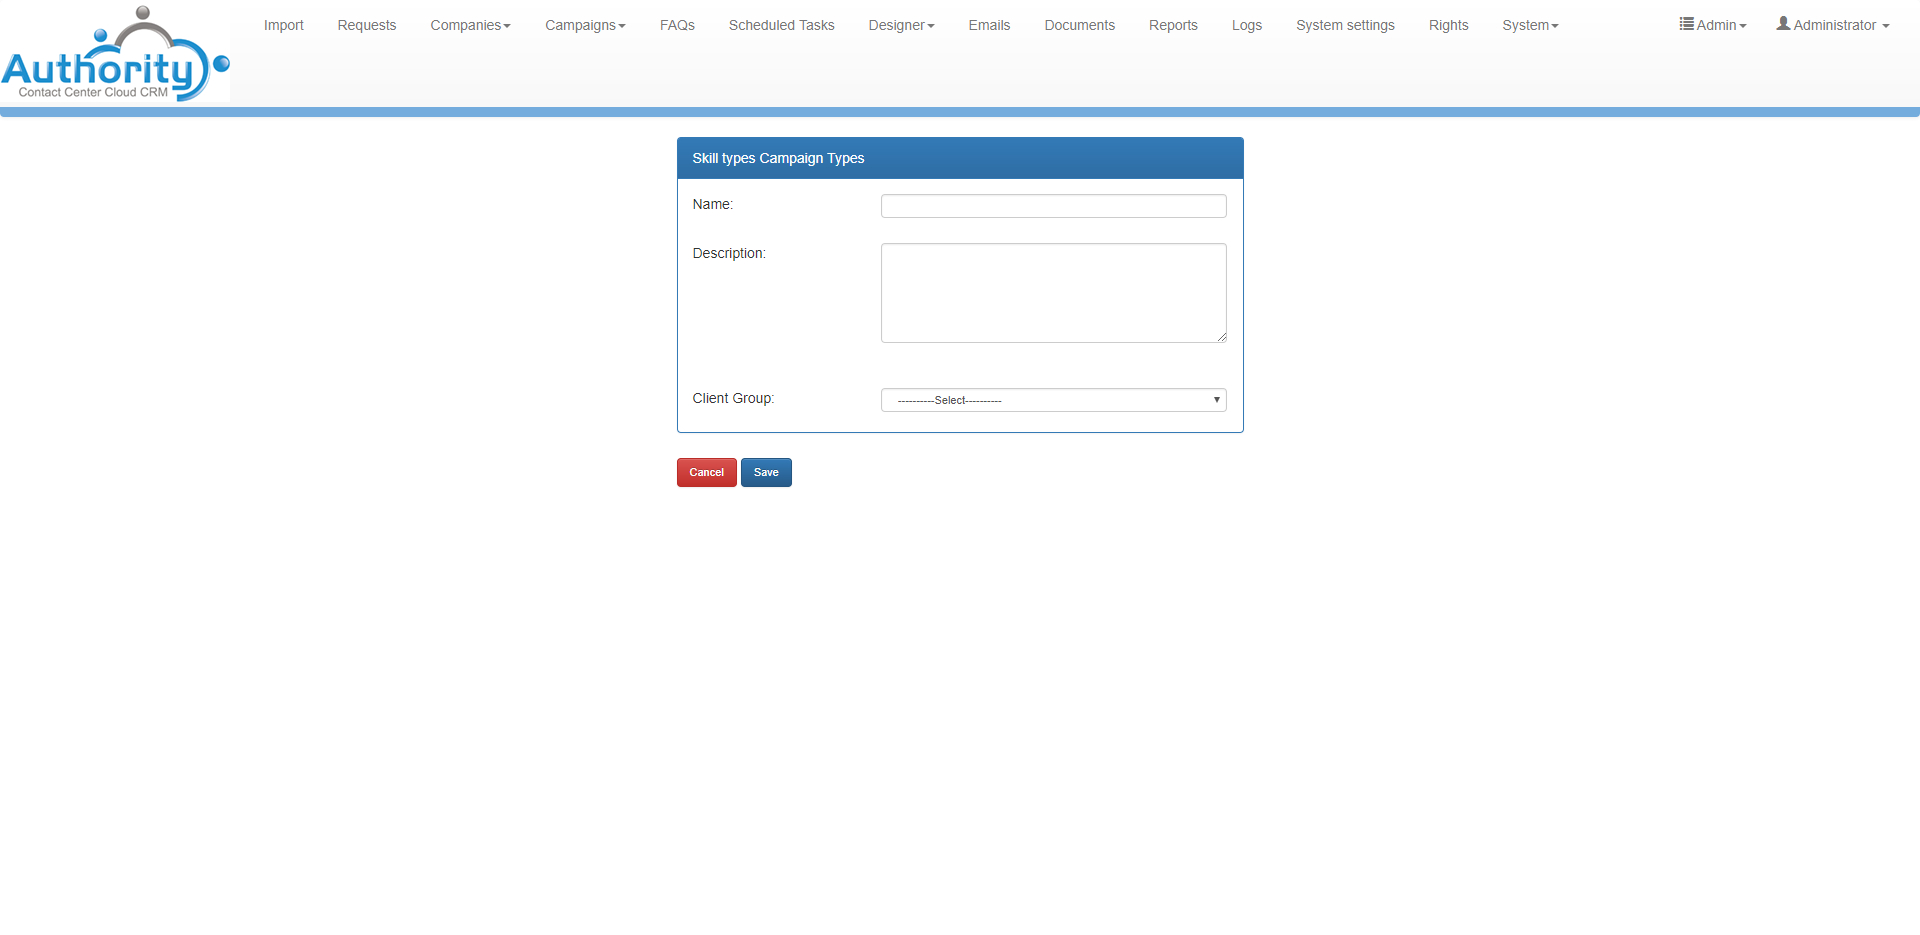 Authority
Contact Center Cloud CRM
Import Requests Companies Campaigns FAQs Scheduled Tasks Designer Emails Documents Reports Logs System settings Rights System Admin Administrator
Skill types Campaign Types
Name:
Description:
Client Group: ----------Select----------
Cancel Save